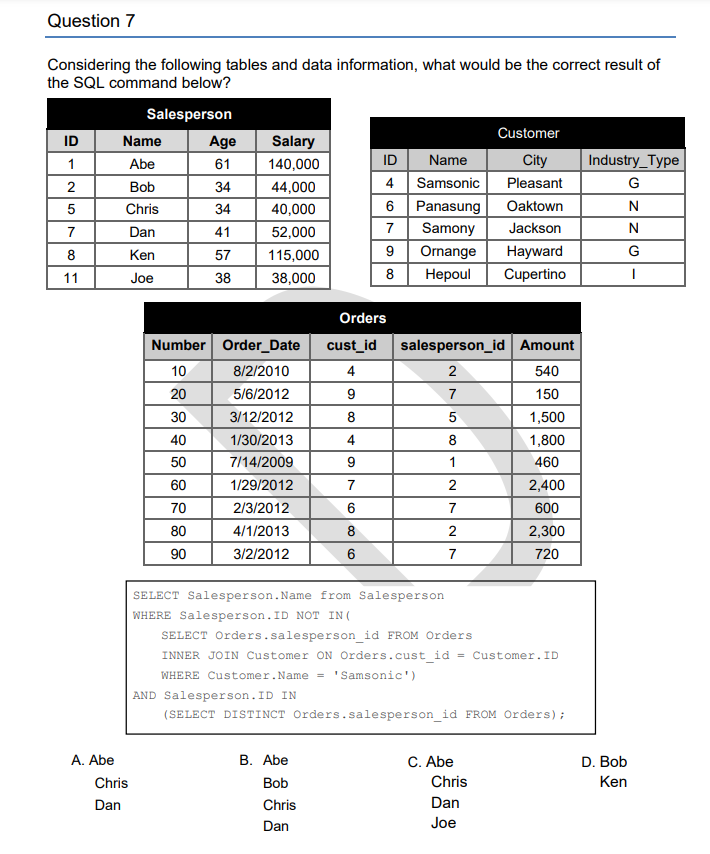 Question 7
Considering the following tables and data information, what would be the correct result of
the SQL command below?
Salesperson
ID Name Age Salary
1 Abe 61 140,000
2 Bob 34 44,000
5 Chris 34 40,000
7 Dan 41 52,000
8 Ken 57 115,000
11 Joe 38 38,000
Customer
ID Name City Industry_Type
4 Samsonic Pleasant G
6 Panasung Oaktown N
7 Samony Jackson N
9 Ornange Hayward G
8 Hepoul Cupertino I
Orders
Number Order_Date cust_id salesperson_id Amount
10 8/2/2010 4 2 540
20 5/6/2012 9 7 150
30 3/12/2012 8 5 1,500
40 1/30/2013 4 8 1,800
50 7/14/2009 9 1 460
60 1/29/2012 7 2 2,400
70 2/3/2012 6 7 600
80 4/1/2013 8 2 2,300
90 3/2/2012 6 7 720
SELECT Salesperson.Name from Salesperson
WHERE Salesperson.ID NOT IN(
SELECT Orders.salesperson_id FROM Orders
INNER JOIN Customer ON Orders.cust_id = Customer.ID
WHERE Customer.Name = 'Samsonic')
AND Salesperson.ID IN
(SELECT DISTINCT Orders.salesperson_id FROM Orders);
A. Abe
Chris
Dan
B. Abe
Bob
Chris
Dan
C. Abe
Chris
Dan
Joe
D. Bob
Ken